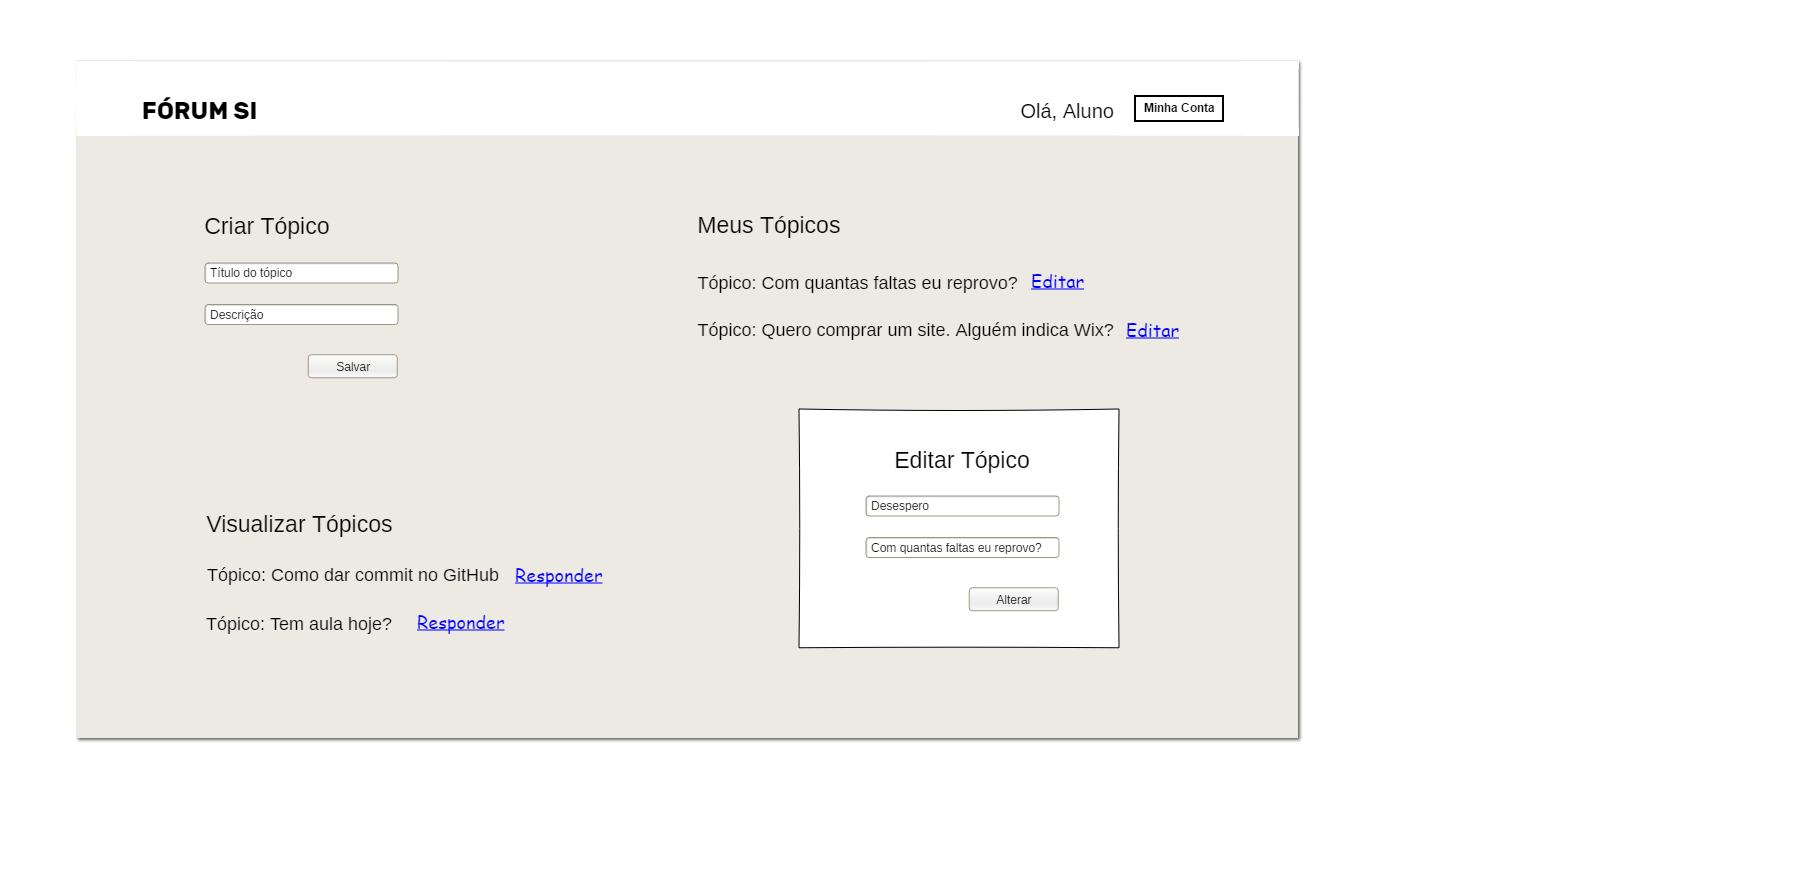 FÓRUM SI
Olá, Aluno
Minha Conta
Criar Tópico
Título do tópico
Descrição
Salvar
Meus Tópicos
Tópico: Com quantas faltas eu reprovo? Editar
Tópico: Quero comprar um site. Alguém indica Wix? Editar
Visualizar Tópicos
Tópico: Como dar commit no GitHub Responder
Tópico: Tem aula hoje? Responder
Editar Tópico
Desespero
Com quantas faltas eu reprovo?
Alterar